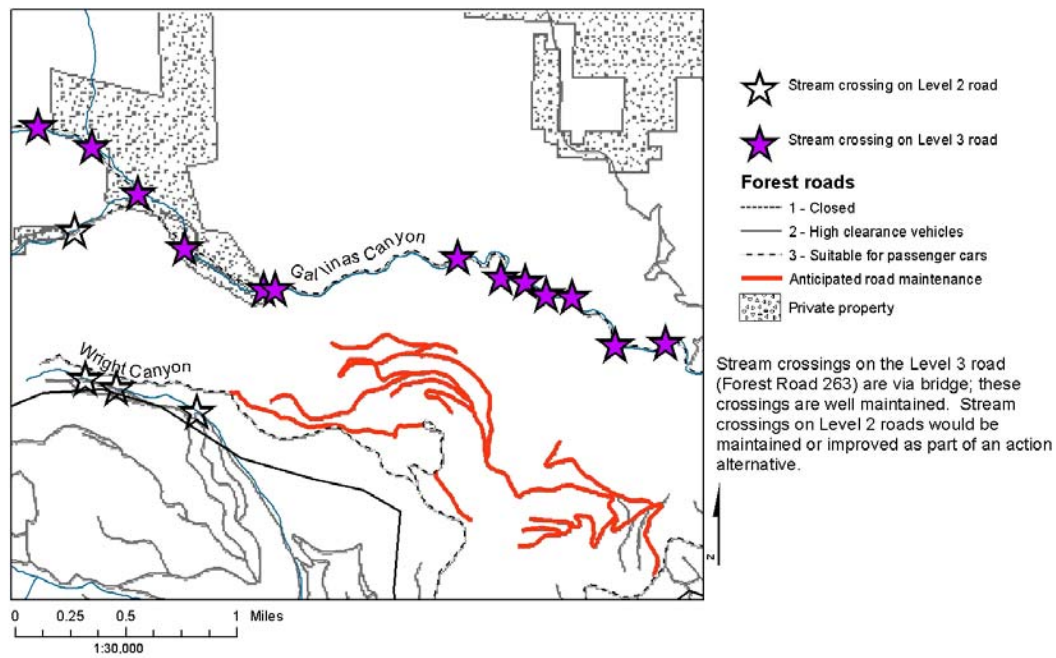 Gallinas Canyon
Wright Canyon
Stream crossing on Level 2 road
Stream crossing on Level 3 road
Forest roads
1 - Closed
2 - High clearance vehicles
3 - Suitable for passenger cars
Anticipated road maintenance
Private property
Stream crossings on the Level 3 road
(Forest Road 263) are via bridge; these
crossings are well maintained.  Stream
crossings on Level 2 roads would be
maintained or improved as part of an action
alternative.
N
0 0.25 0.5 1 Miles
1:30,000